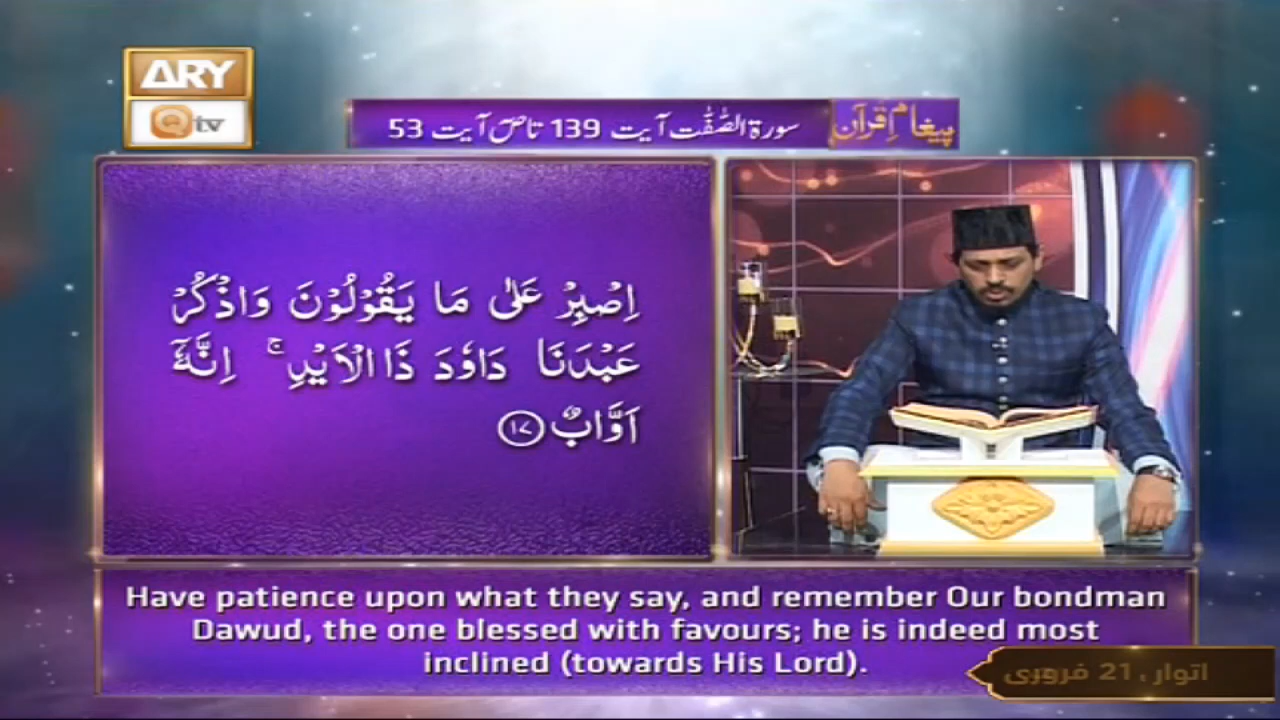 ARY
Qtv
پیغامِ قرآن
سورۃ الصّٰفّٰت آیت 139 تا صٓ آیت 53
اِصْبِرْ عَلٰی مَا یَقُوْلُوْنَ وَاذْكُرْ
عَبْدَنَا دَاوٗدَ ذَا الْاَیْدِ ۚ اِنَّهٗۤ
اَوَّابٌ ﴿۱۷﴾
Have patience upon what they say, and remember Our bondman
Dawud, the one blessed with favours; he is indeed most
inclined (towards His Lord).
اتوار، 21 فروری